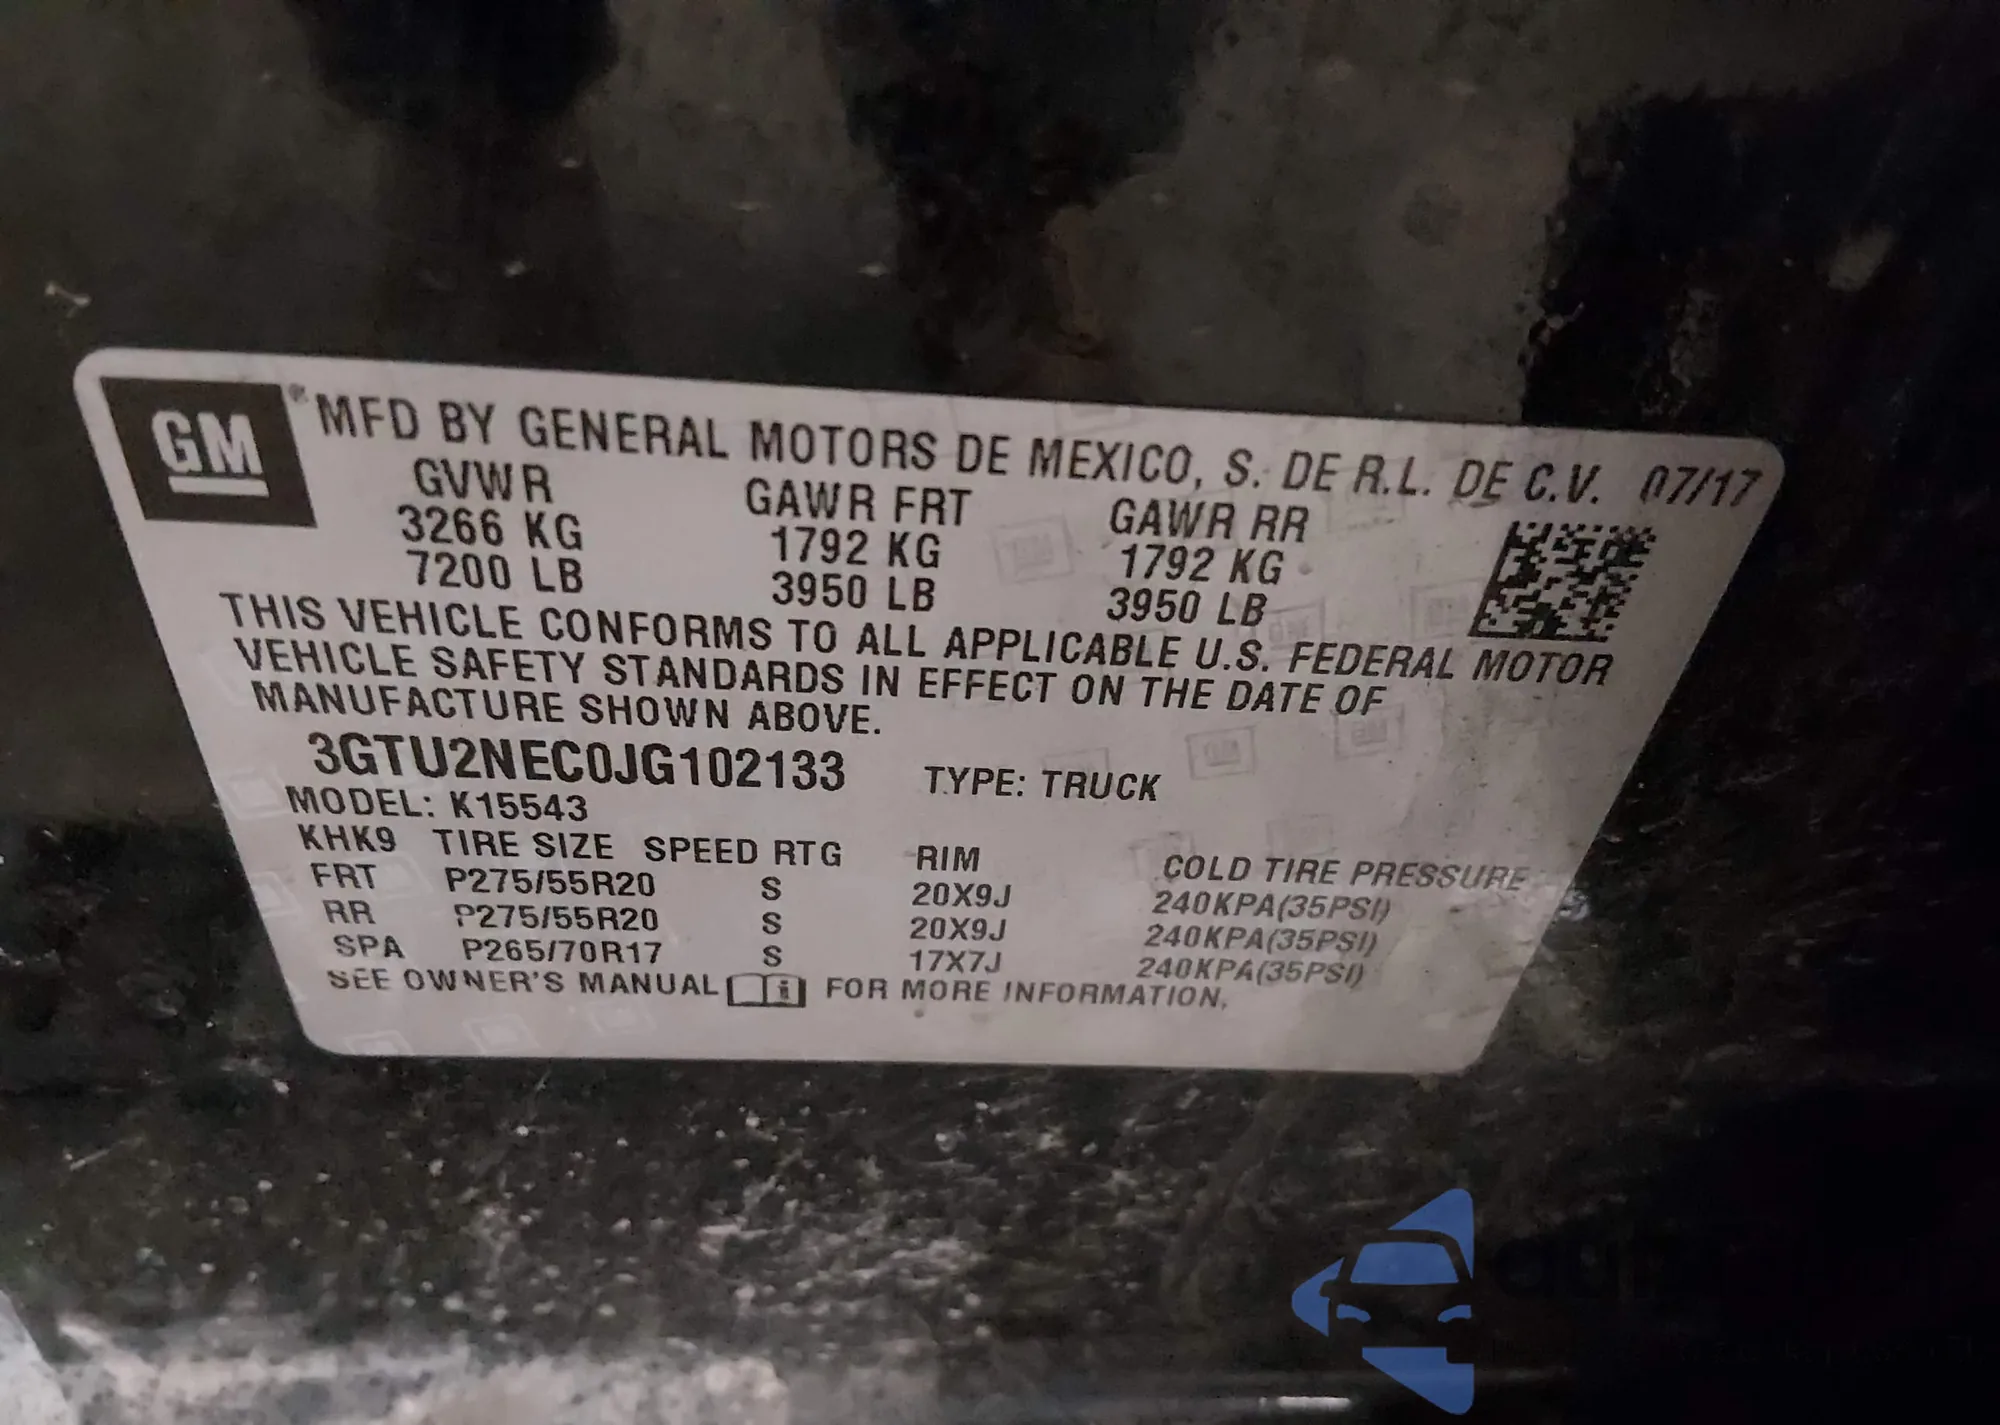 GM ® MFD BY GENERAL MOTORS DE MEXICO, S. DE R.L. DE C.V. 07/17
GVWR GAWR FRT GAWR RR
3266 KG 1792 KG 1792 KG
7200 LB 3950 LB 3950 LB
THIS VEHICLE CONFORMS TO ALL APPLICABLE U.S. FEDERAL MOTOR
VEHICLE SAFETY STANDARDS IN EFFECT ON THE DATE OF
MANUFACTURE SHOWN ABOVE.
3GTU2NEC0JG102133 TYPE: TRUCK
MODEL: K15543
KHK9 TIRE SIZE SPEED RTG RIM COLD TIRE PRESSURE
FRT P275/55R20 S 20X9J 240KPA(35PSI)
RR P275/55R20 S 20X9J 240KPA(35PSI)
SPA P265/70R17 S 17X7J 240KPA(35PSI)
SEE OWNER'S MANUAL i FOR MORE INFORMATION.